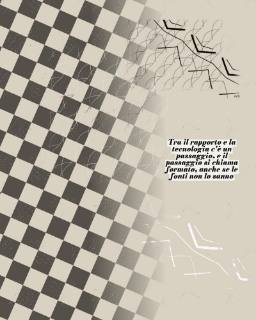 Tra il rapporto e la
tecnologia c'è un
passaggio, e il
passaggio si chiama
formato, anche se le
fonti non lo sanno